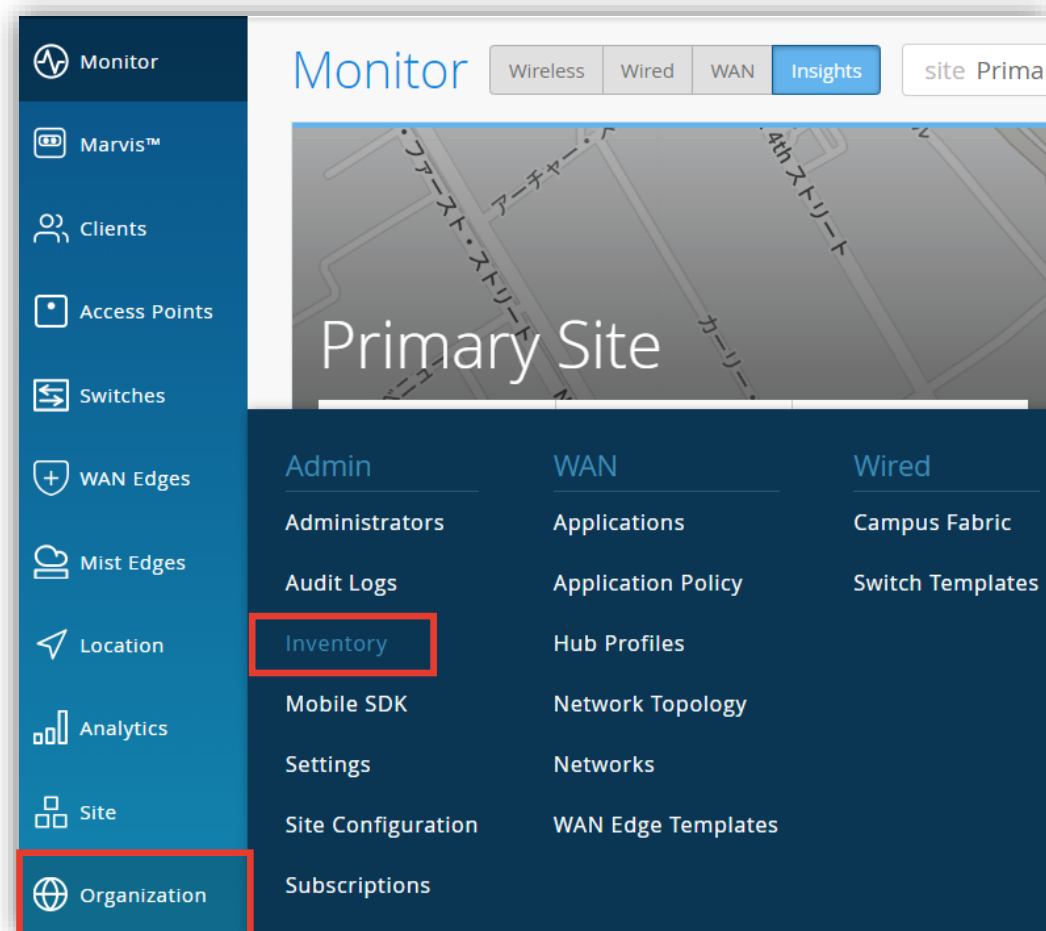 Monitor
Marvis™
Clients
Access Points
Switches
WAN Edges
Mist Edges
Location
Analytics
Site
Organization
Monitor
Wireless Wired WAN Insights
site Prima
ファースト・ストリート
アーチャー・ス
4th ストリート
カーリー・
Primary Site
Admin
Administrators
Audit Logs
Inventory
Mobile SDK
Settings
Site Configuration
Subscriptions
WAN
Applications
Application Policy
Hub Profiles
Network Topology
Networks
WAN Edge Templates
Wired
Campus Fabric
Switch Templates